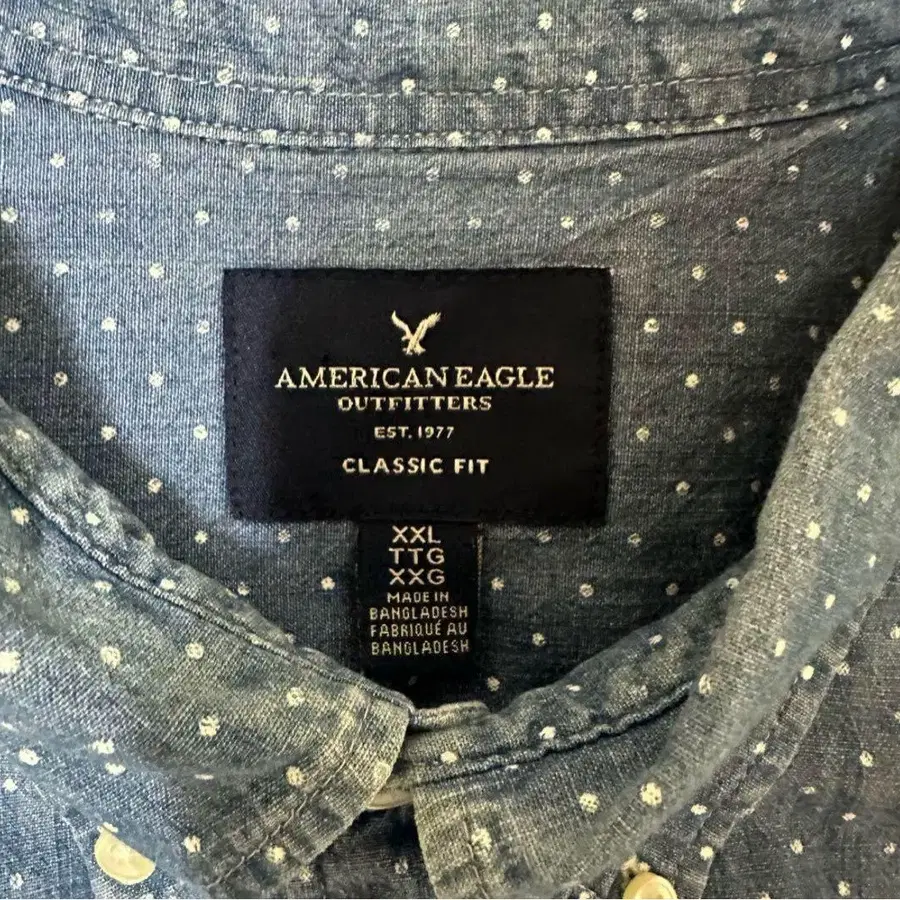 AMERICAN EAGLE
OUTFITTERS
EST. 1977
CLASSIC FIT
XXL
TTG
XXG
MADE IN
BANGLADESH
FABRIQUÉ AU
BANGLADESH